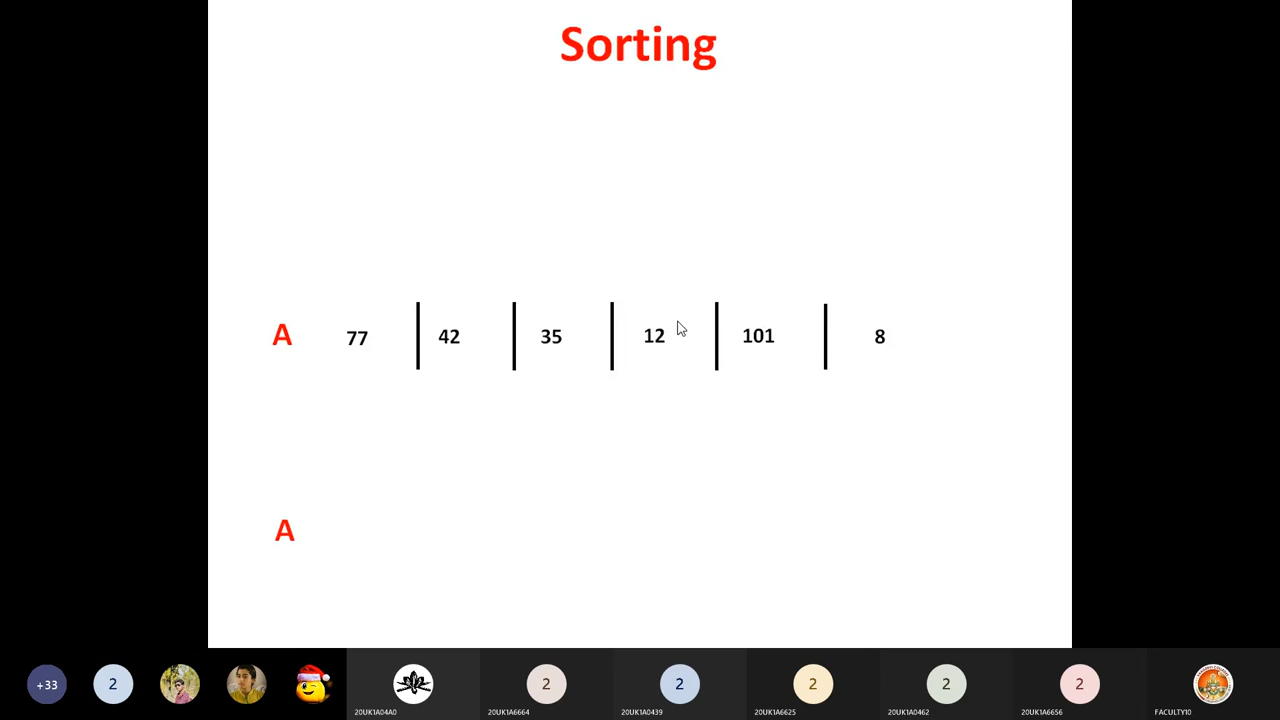 Sorting
A 77 42 35 12 101 8
A
+33 2 2 2 2 2 2
20UK1A04A0 20UK1A6664 20UK1A0439 20UK1A6625 20UK1A0462 20UK1A6656 FACULTY10